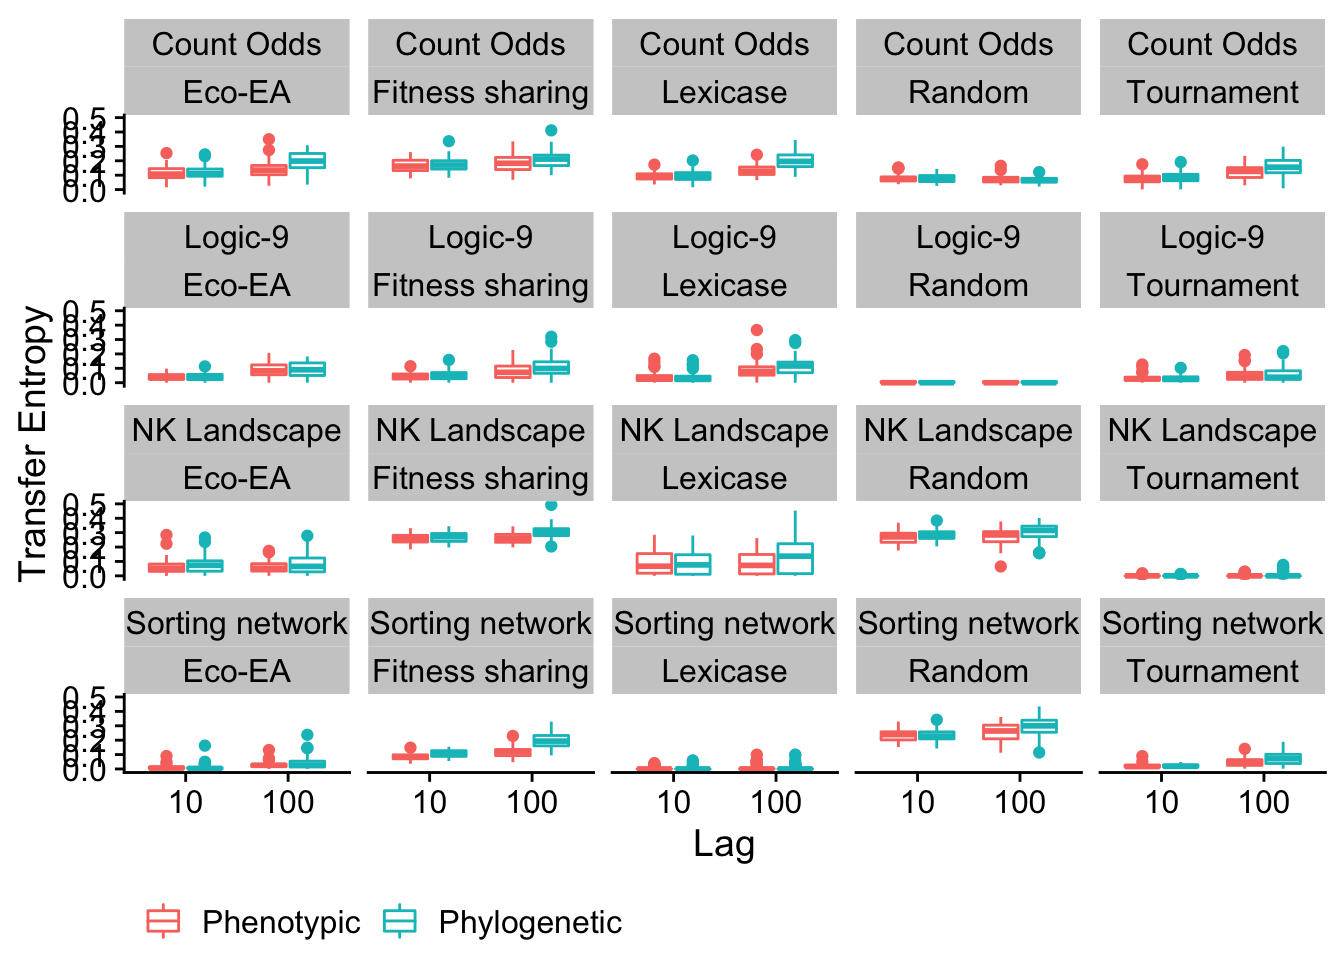 Count Odds Count Odds Count Odds Count Odds Count Odds
Eco-EA Fitness sharing Lexicase Random Tournament
0.5
0.4
0.3
0.2
0.1
0.0
Logic-9 Logic-9 Logic-9 Logic-9 Logic-9
Eco-EA Fitness sharing Lexicase Random Tournament
0.5
0.4
0.3
0.2
0.1
0.0
Transfer Entropy
NK Landscape NK Landscape NK Landscape NK Landscape NK Landscape
Eco-EA Fitness sharing Lexicase Random Tournament
0.5
0.4
0.3
0.2
0.1
0.0
Sorting network Sorting network Sorting network Sorting network Sorting network
Eco-EA Fitness sharing Lexicase Random Tournament
0.5
0.4
0.3
0.2
0.1
0.0
10 100 10 100 10 100 10 100 10 100
Lag
Phenotypic Phylogenetic